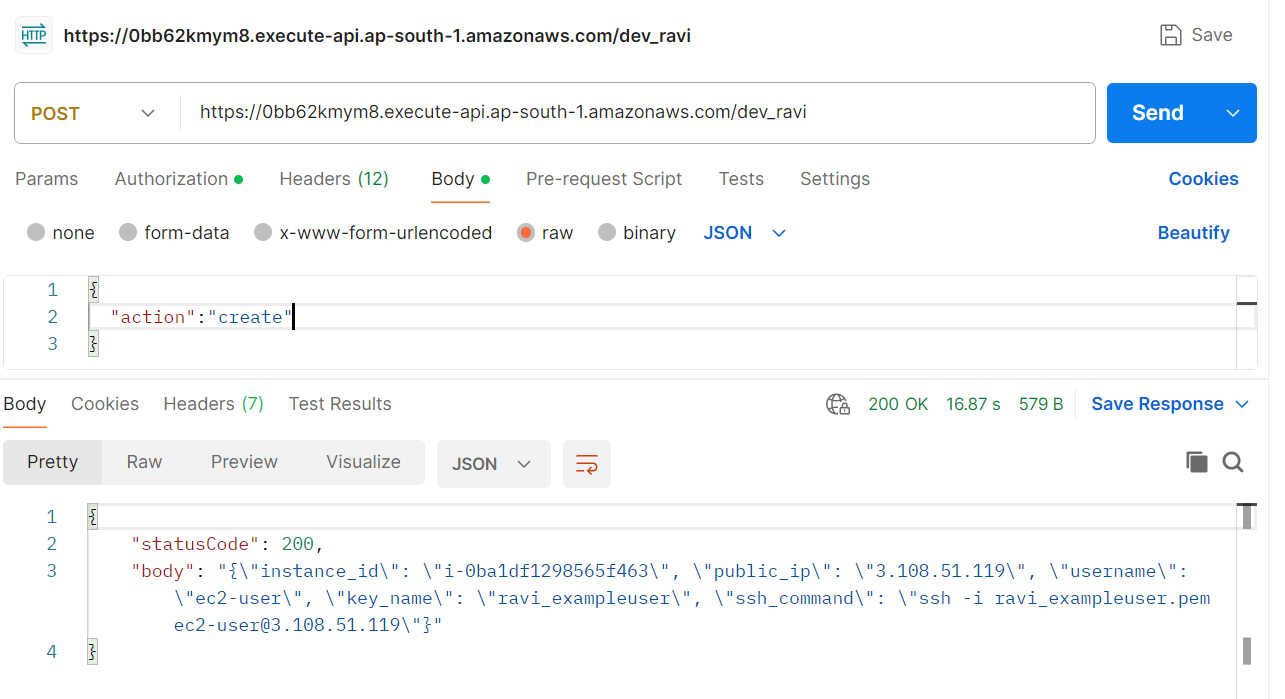 HTTP https://0bb62kmym8.execute-api.ap-south-1.amazonaws.com/dev_ravi Save
POST https://0bb62kmym8.execute-api.ap-south-1.amazonaws.com/dev_ravi Send
Params Authorization Headers (12) Body Pre-request Script Tests Settings Cookies
none form-data x-www-form-urlencoded raw binary JSON Beautify
1 {
2 "action":"create"
3 }
Body Cookies Headers (7) Test Results 200 OK 16.87 s 579 B Save Response
Pretty Raw Preview Visualize JSON
1 {
2 "statusCode": 200,
3 "body": "{\"instance_id\": \"i-0ba1df1298565f463\", \"public_ip\": \"3.108.51.119\", \"username\":
\"ec2-user\", \"key_name\": \"ravi_exampleuser\", \"ssh_command\": \"ssh -i ravi_exampleuser.pem
ec2-user@3.108.51.119\"}"
4 }